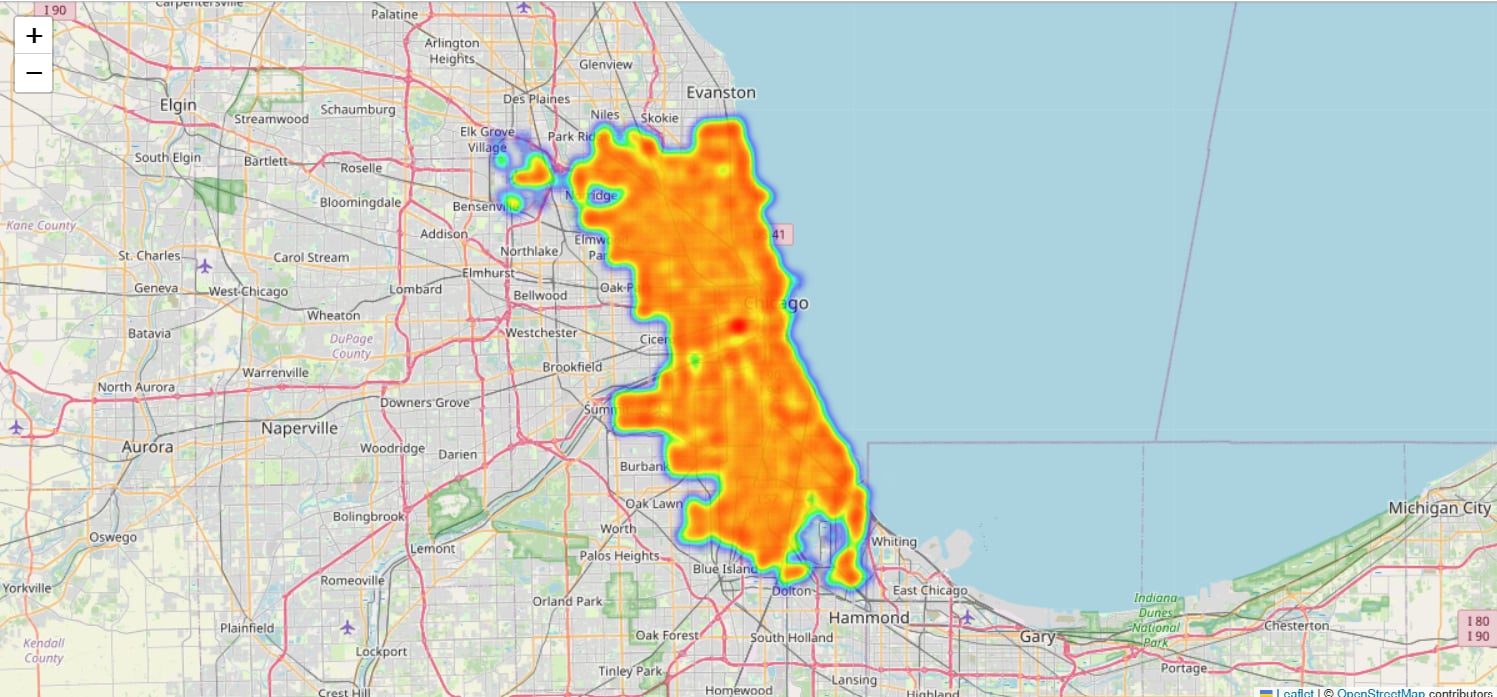 I 90
Carpentersville
Palatine
+
−
Arlington
Heights
Glenview
Evanston
Des Plaines
Elgin
Schaumburg
Streamwood
Niles
Skokie
Elk Grove
Village
Park Rid
South Elgin
Bartlett
Roselle
Bloomingdale
Bensenville
Norridge
Kane County
Addison
Elmwo
Par
41
St. Charles
Carol Stream
Northlake
Geneva
West Chicago
Lombard
Elmhurst
Bellwood
Oak P
Chicago
Batavia
Wheaton
DuPage
County
Westchester
Cicero
Warrenville
Brookfield
North Aurora
Downers Grove
Summ
Naperville
Aurora
Woodridge
Darien
Burbank
Bolingbrook
Oak Lawn
Michigan City
Oswego
Lemont
Worth
Whiting
Palos Heights
Blue Island
Yorkville
Romeoville
Orland Park
Dolton
East Chicago
Hammond
Indiana
Dunes
National
Park
I 80
I 90
Plainfield
Oak Forest
South Holland
Gary
Chesterton
Kendall
County
Lockport
Tinley Park
Lansing
Portage
Crest Hill
Homewood
Highland
Leaflet | © OpenStreetMap contributors